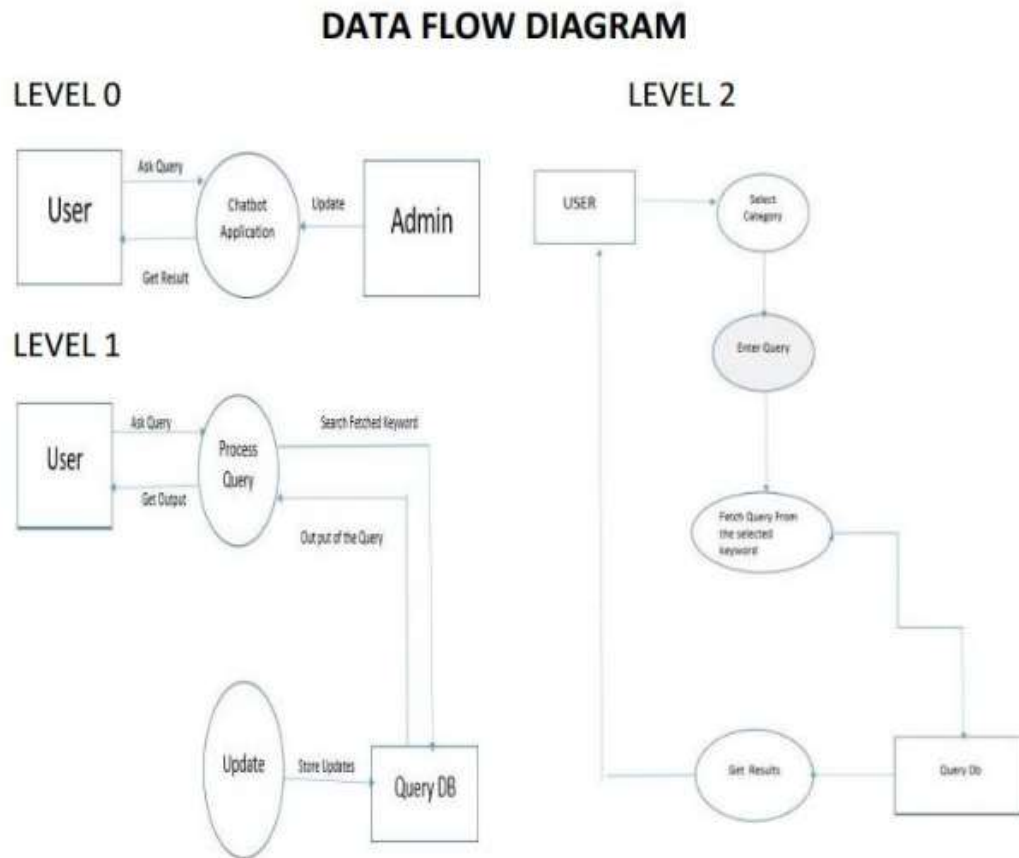 DATA FLOW DIAGRAM
LEVEL 0
User
Ask Query
Get Result
Chatbot
Application
Update
Admin
LEVEL 1
User
Ask Query
Get Output
Process
Query
Search Fetched Keyword
Out put of the Query
Update
Store Updates
Query DB
LEVEL 2
USER
Select
Category
Enter Query
Fetch Query From
the selected
keyword
Query Db
Get Results